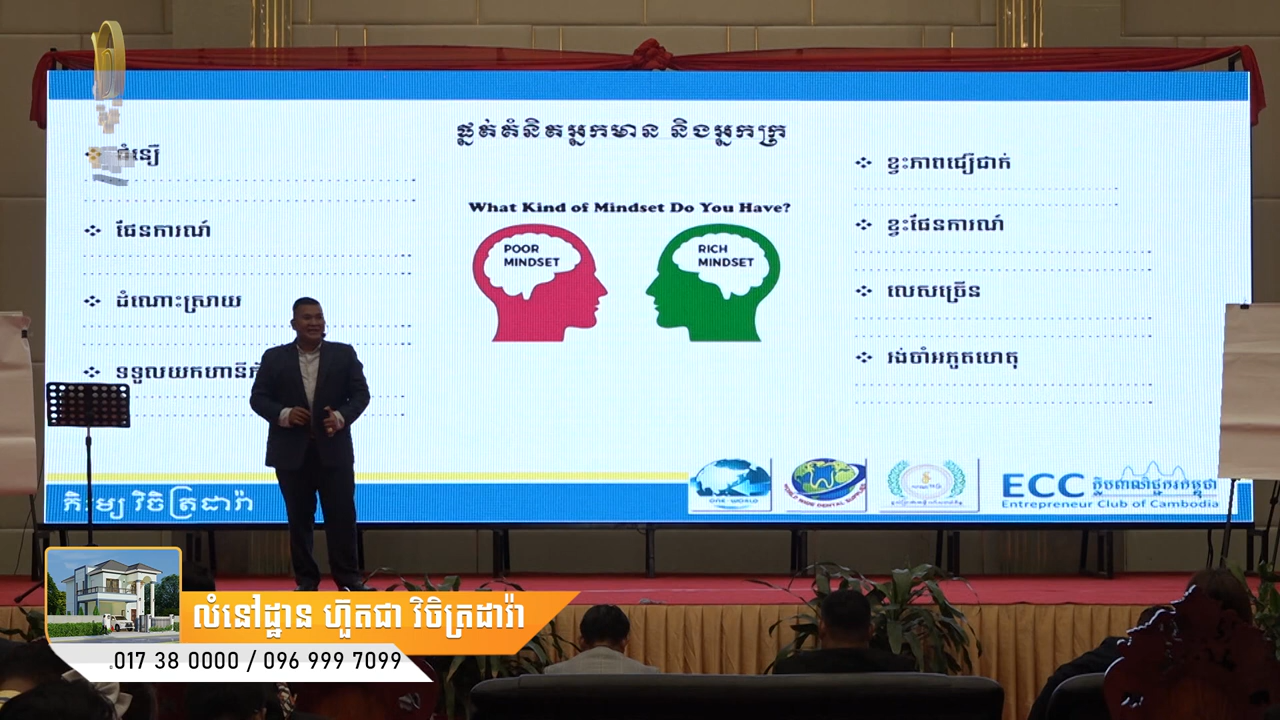 ផ្នត់គំនិតអ្នកមាន និងអ្នកក្រ
ជំនឿ
ផែនការណ៍
ដំណោះស្រាយ
ទទួលយកហានីភ័
What Kind of Mindset Do You Have?
POOR
MINDSET
RICH
MINDSET
ខ្វះភាពជឿជាក់
ខ្វះផែនការណ៍
លេសច្រើន
រង់ចាំអភូតហេតុ
វិចិត្រដារ៉ា
ONE-WORLD
ECC
ក្លឹបពាណិជ្ជករកម្ពុជា
Entrepreneur Club of Cambodia
លំនៅដ្ឋាន ហ៊ួតជា វិចិត្រដារ៉ា
017 38 0000 / 096 999 7099